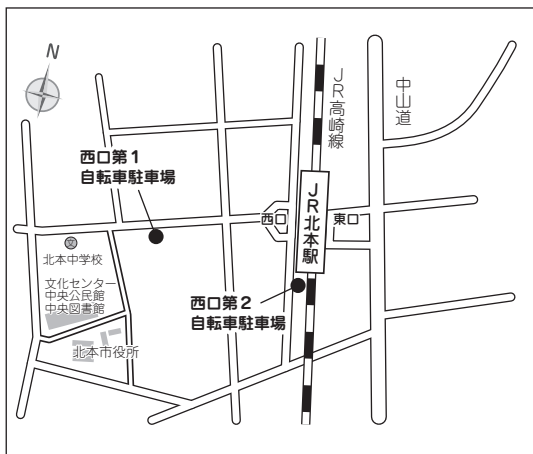 N
JR高崎線
中山道
西口第1
自転車駐車場
西口
JR北本駅
東口
文
北本中学校
文化センター
中央公民館
中央図書館
西口第2
自転車駐車場
北本市役所